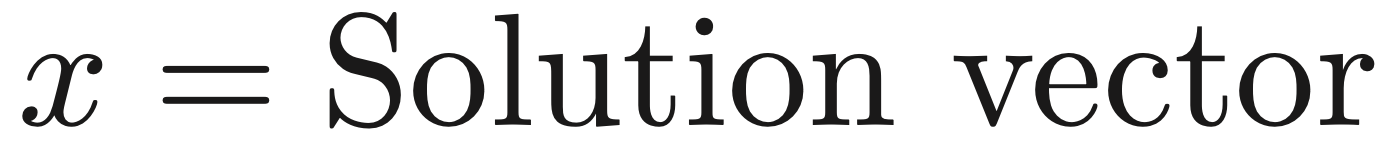 x = Solution vector